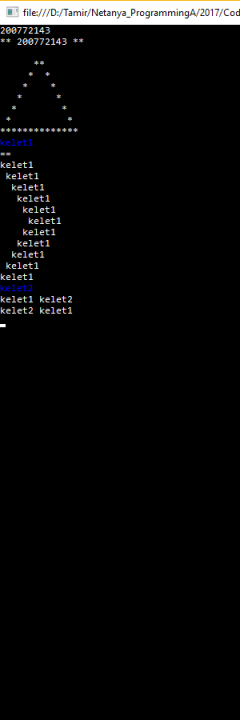 file:///D:/Tamir/Netanya_ProgrammingA/2017/Cod
200772143
** 200772143 **
      **
     *  *
    *    *
   *      *
  *        *
 *          *
**************
kelet1
==
kelet1
 kelet1
  kelet1
   kelet1
    kelet1
     kelet1
    kelet1
   kelet1
  kelet1
 kelet1
kelet1
kelet2
kelet1 kelet2
kelet2 kelet1